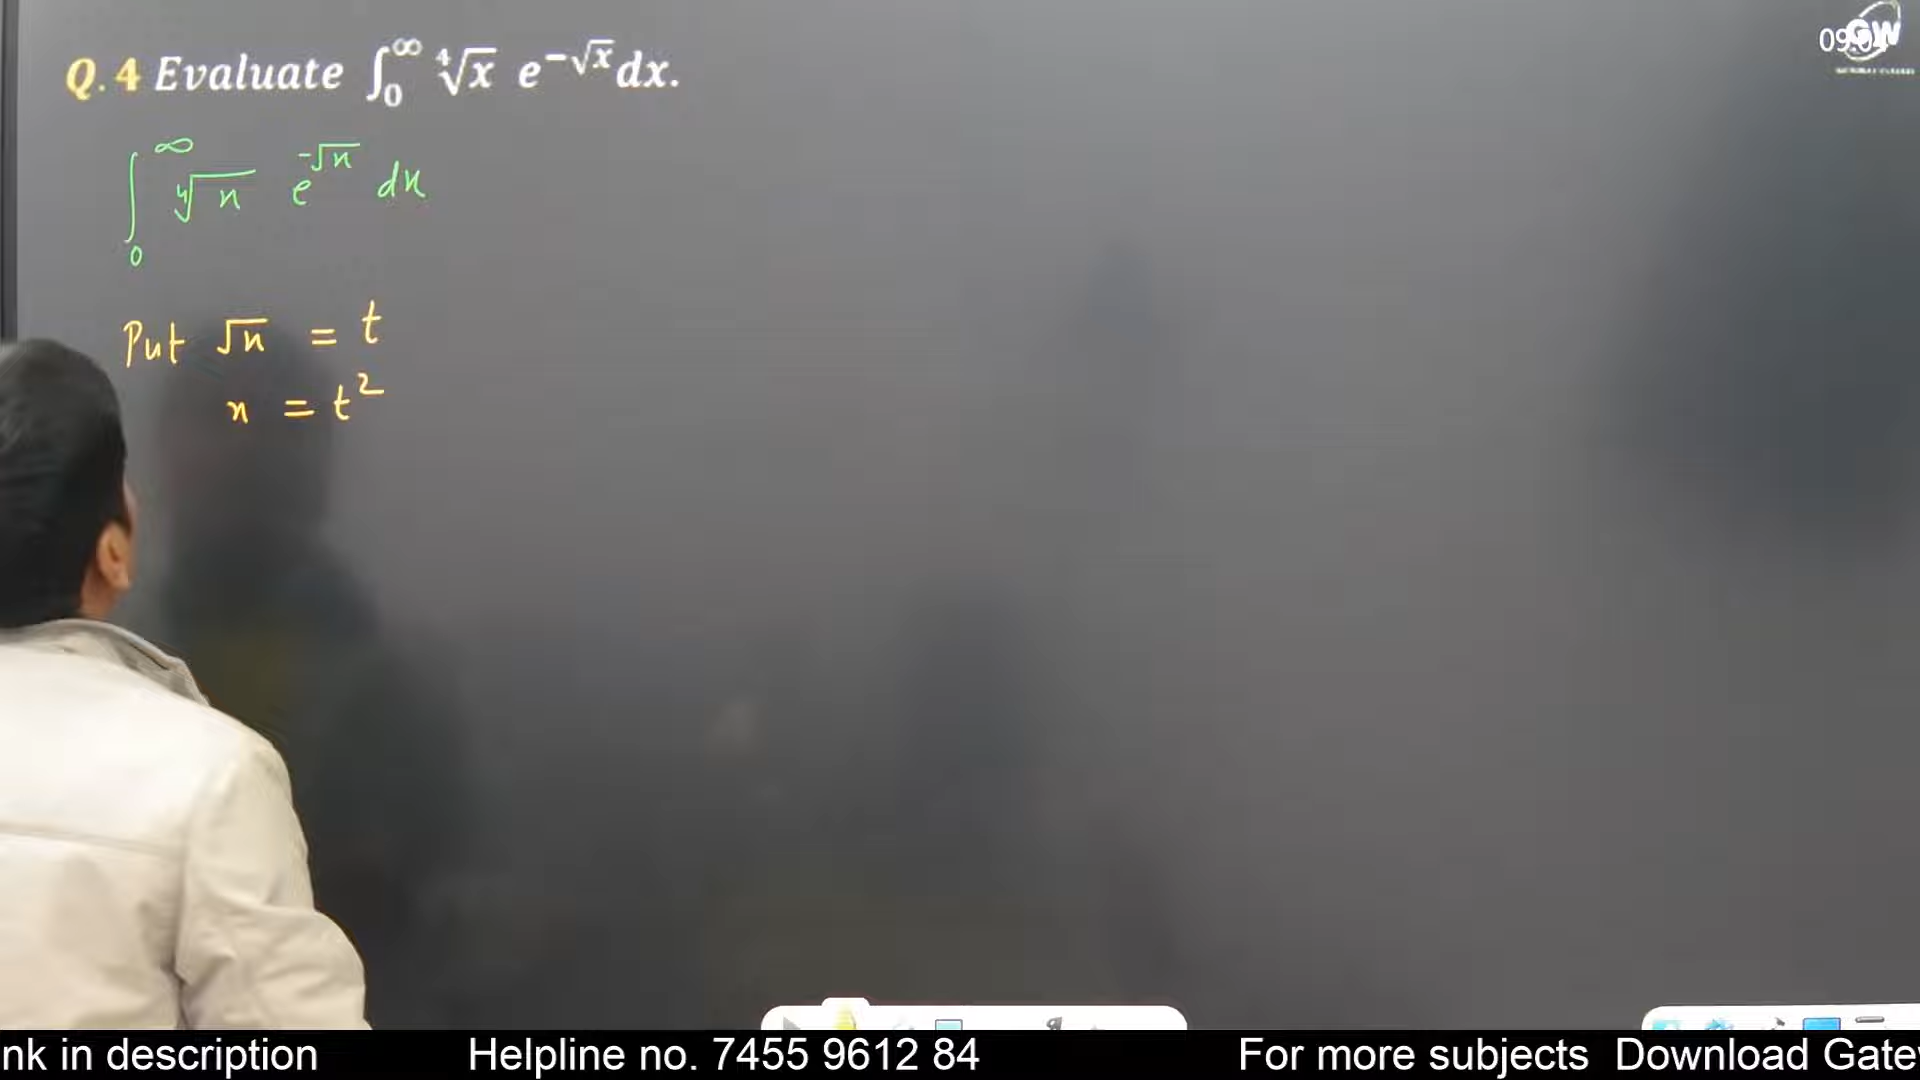 Q.4 Evaluate ∫₀^∞ ⁴√x e^{-√x} dx.
∫₀^∞ ⁴√x e^{-√x} dx
Put √x = t
x = t²
GW
nk in description Helpline no. 7455 9612 84 For more subjects Download Gate